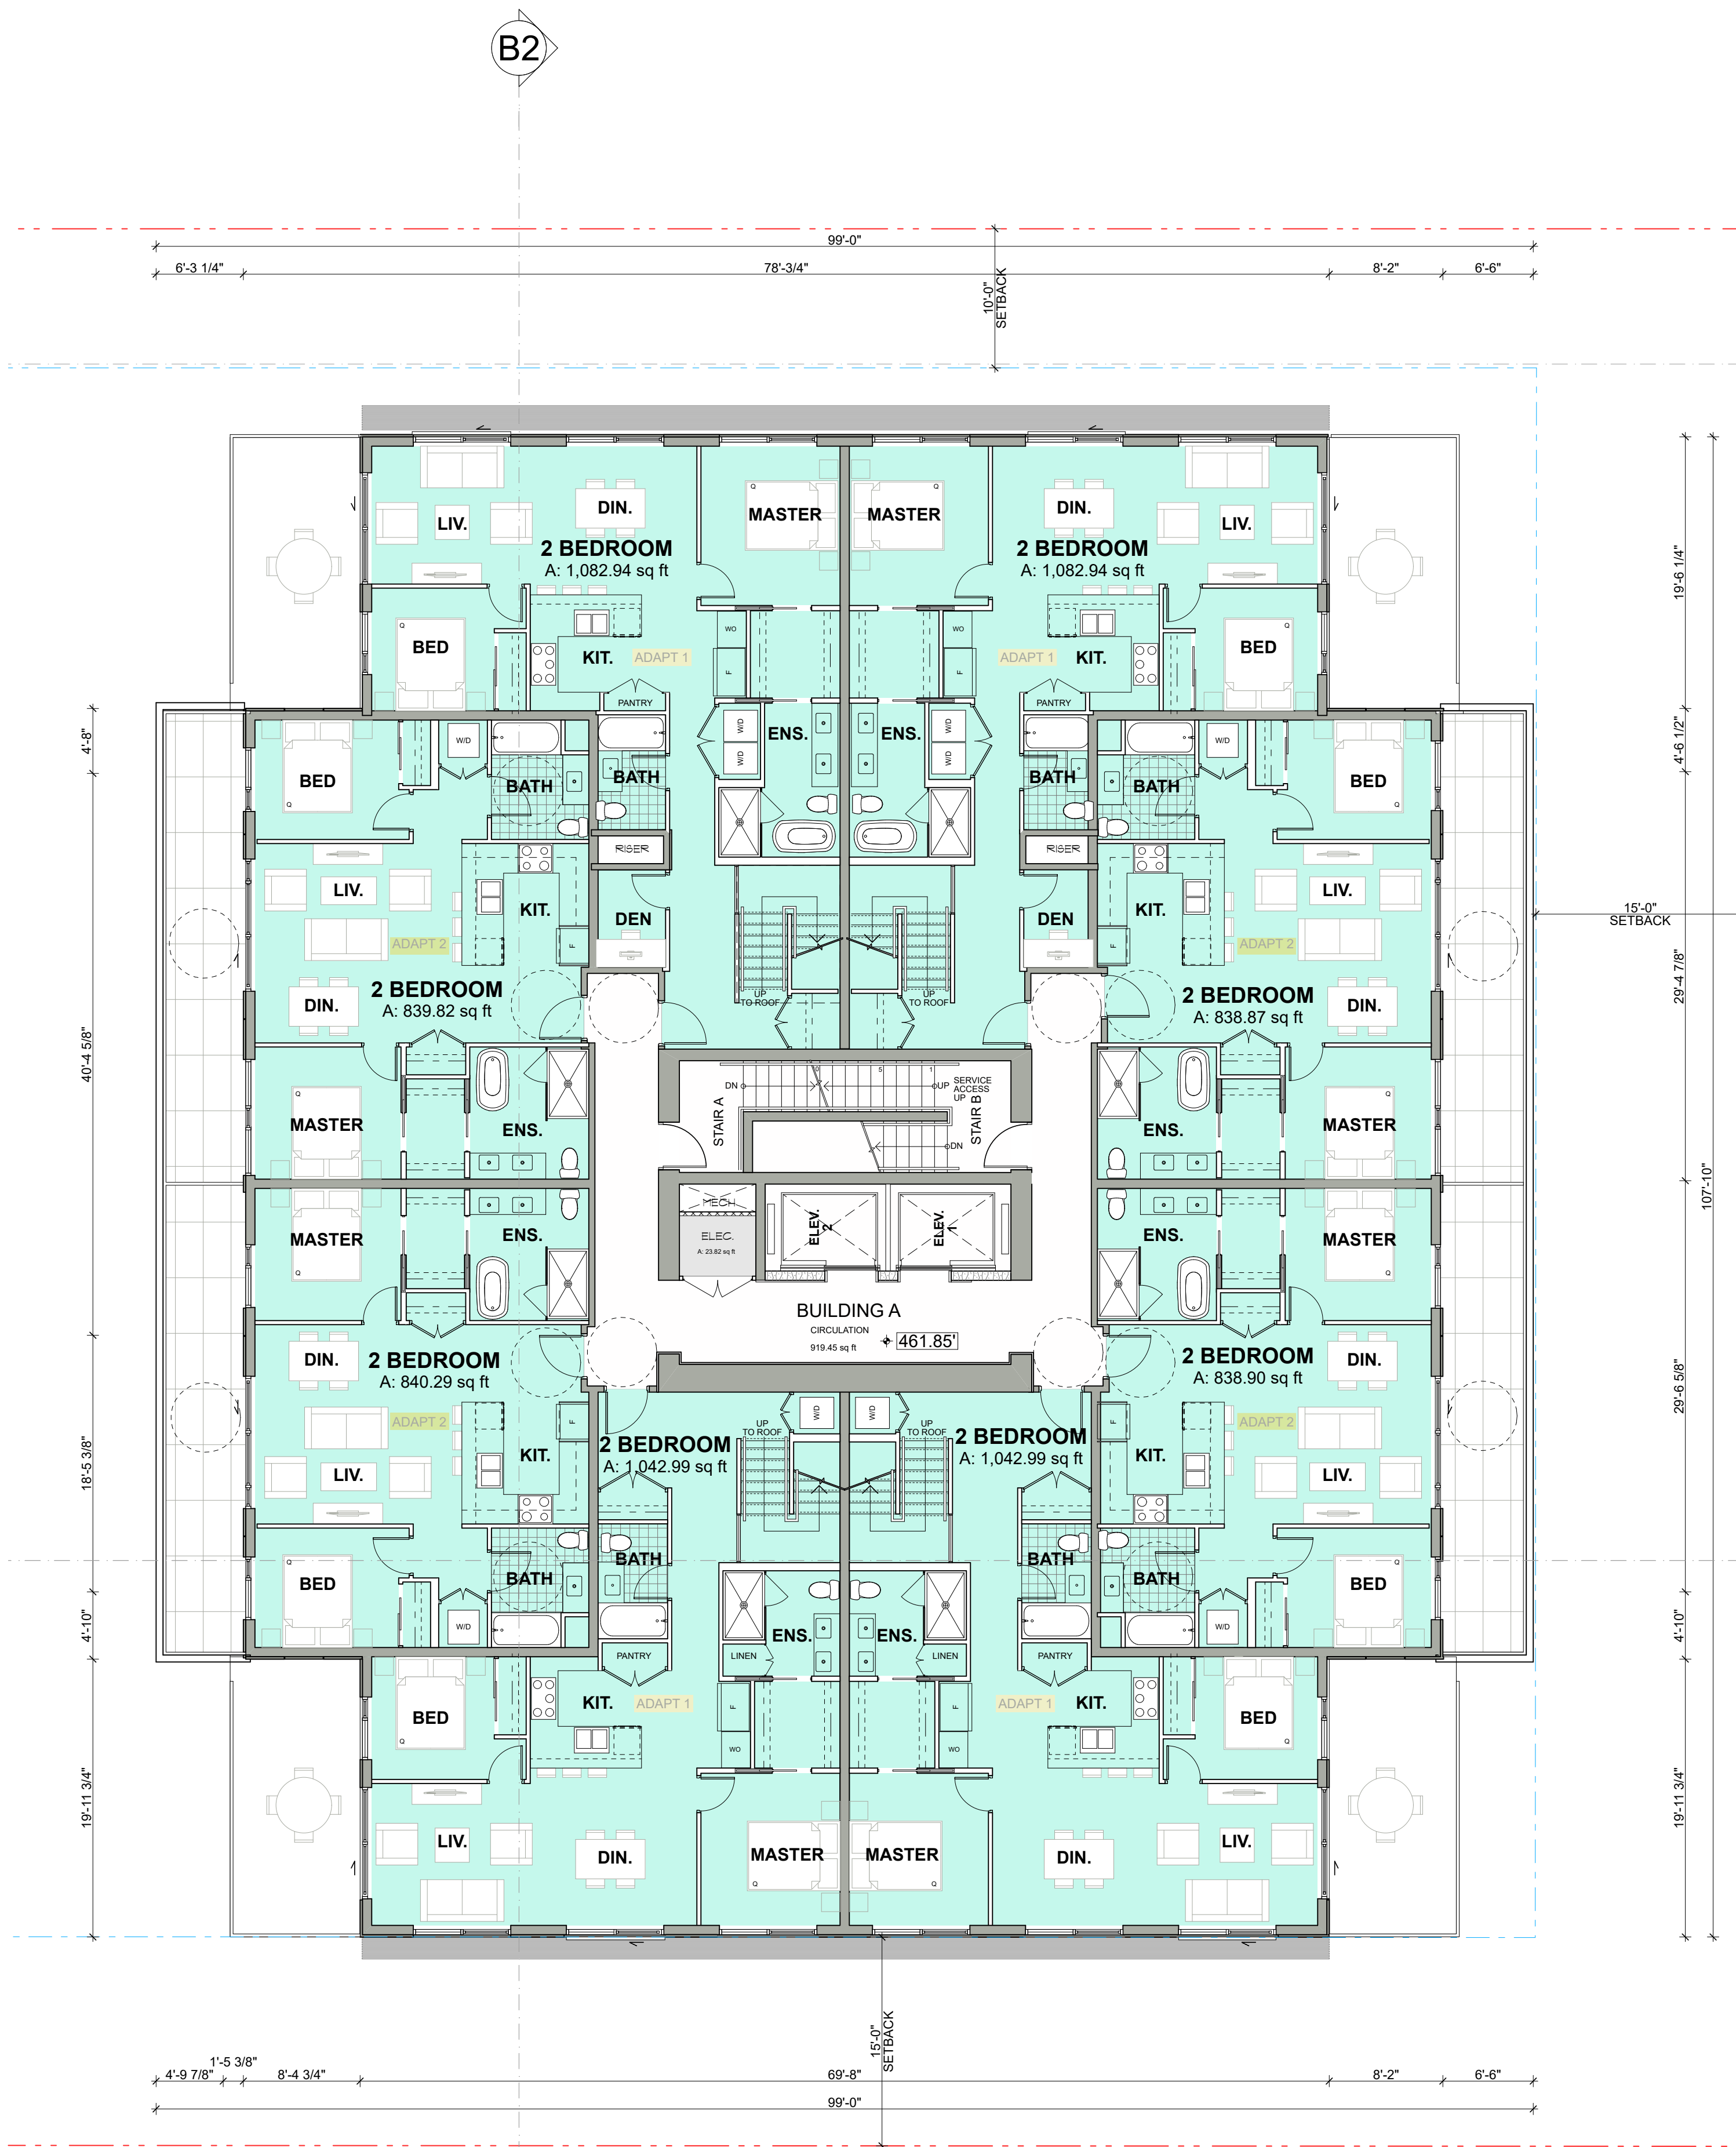 B2
99'-0"
6'-3 1/4"
78'-3/4"
8'-2"
6'-6"
10'-0"
SETBACK
LIV.
DIN.
MASTER
MASTER
DIN.
LIV.
2 BEDROOM
A: 1,082.94 sq ft
2 BEDROOM
A: 1,082.94 sq ft
19'-6 1/4"
Q
Q
Q
Q
BED
KIT.
ADAPT 1
WO
F
WO
F
ADAPT 1
KIT.
BED
PANTRY
PANTRY
4'-8"
4'-6 1/2"
W/D
W/D
W/D
ENS.
ENS.
W/D
W/D
W/D
BED
BATH
BATH
BATH
BATH
BED
Q
Q
RISER
RISER
LIV.
KIT.
DEN
DEN
KIT.
LIV.
F
F
ADAPT 2
ADAPT 2
15'-0"
SETBACK
2 BEDROOM
A: 839.82 sq ft
DIN.
UP
TO ROOF
UP
TO ROOF
2 BEDROOM
A: 838.87 sq ft
DIN.
29'-4 7/8"
40'-4 5/8"
10
5
1
DN
UP
SERVICE
ACCESS
UP
STAIR A
STAIR B
DN
Q
Q
MASTER
ENS.
ENS.
MASTER
107'-10"
MECH
ELEC.
A: 23.82 sq ft
ELEV.
2
ELEV.
1
MASTER
ENS.
ENS.
MASTER
Q
Q
BUILDING A
CIRCULATION
919.45 sq ft
461.85'
DIN.
2 BEDROOM
A: 840.29 sq ft
2 BEDROOM
A: 838.90 sq ft
DIN.
29'-6 5/8"
ADAPT 2
F
W/D
W/D
F
ADAPT 2
UP
TO ROOF
UP
TO ROOF
2 BEDROOM
A: 1,042.99 sq ft
2 BEDROOM
A: 1,042.99 sq ft
LIV.
KIT.
KIT.
LIV.
18'-5 3/8"
BED
BATH
BATH
BATH
BATH
BED
Q
Q
W/D
W/D
4'-10"
4'-10"
ENS.
ENS.
PANTRY
LINEN
LINEN
PANTRY
BED
KIT.
ADAPT 1
F
WO
F
WO
ADAPT 1
KIT.
BED
Q
Q
19'-11 3/4"
19'-11 3/4"
LIV.
DIN.
MASTER
MASTER
DIN.
LIV.
Q
Q
15'-0"
SETBACK
1'-5 3/8"
4'-9 7/8"
8'-4 3/4"
69'-8"
8'-2"
6'-6"
99'-0"